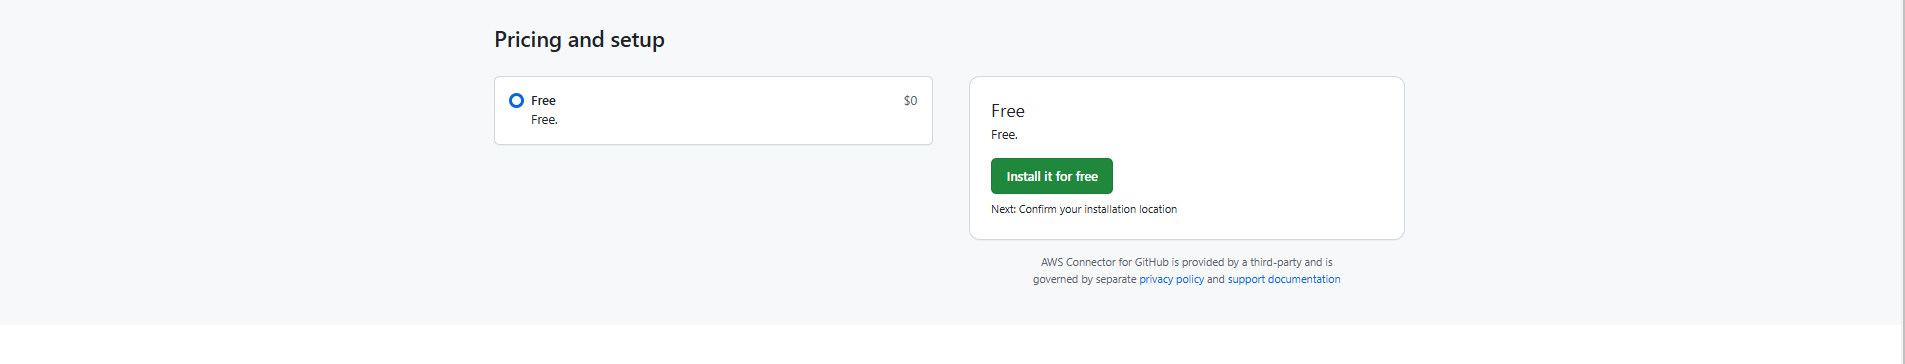 Pricing and setup
Free $0
Free.
Free
Free.
Install it for free
Next: Confirm your installation location
AWS Connector for GitHub is provided by a third-party and is
governed by separate privacy policy and support documentation